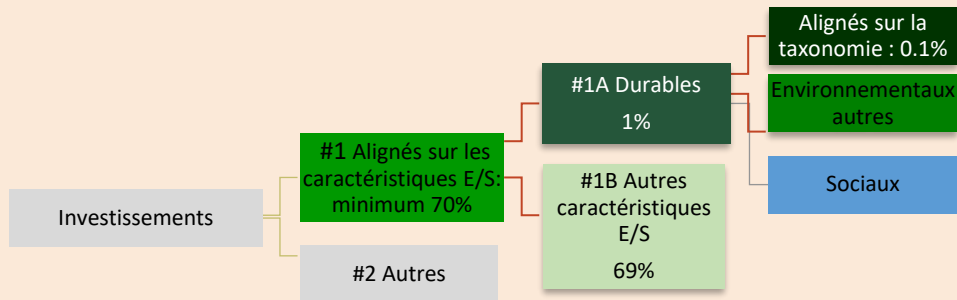 Investissements
#1 Alignés sur les
caractéristiques E/S:
minimum 70%
#2 Autres
#1A Durables
1%
#1B Autres
caractéristiques
E/S
69%
Alignés sur la
taxonomie : 0.1%
Environnementaux
autres
Sociaux